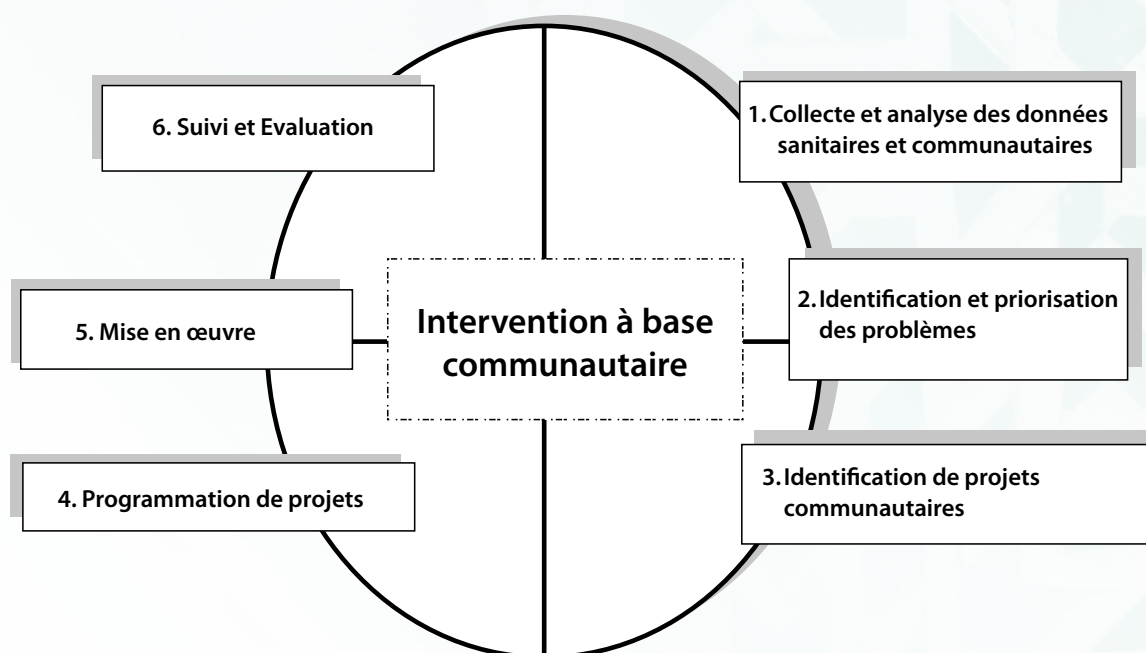 1. Collecte et analyse des données
sanitaires et communautaires
2. Identification et priorisation
des problèmes
3. Identification de projets
communautaires
4. Programmation de projets
5. Mise en œuvre
6. Suivi et Evaluation
Intervention à base
communautaire